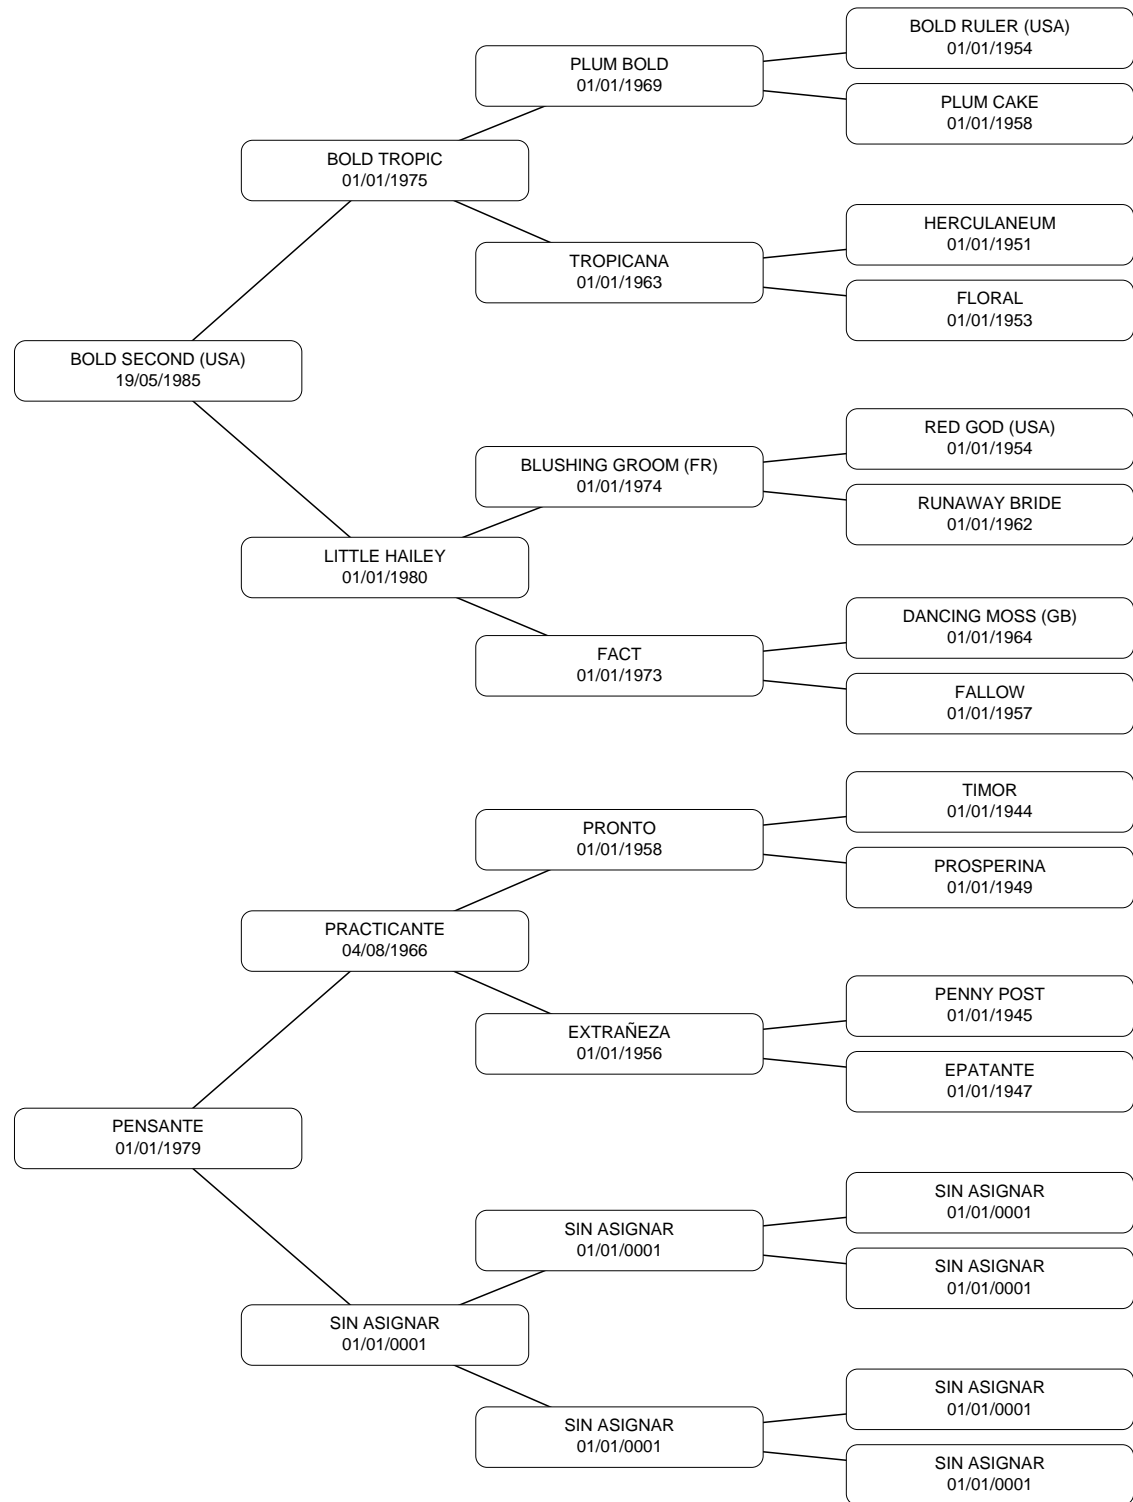 BOLD RULER (USA)
01/01/1954
PLUM BOLD
01/01/1969
PLUM CAKE
01/01/1958
BOLD TROPIC
01/01/1975
HERCULANEUM
01/01/1951
TROPICANA
01/01/1963
FLORAL
01/01/1953
BOLD SECOND (USA)
19/05/1985
RED GOD (USA)
01/01/1954
BLUSHING GROOM (FR)
01/01/1974
RUNAWAY BRIDE
01/01/1962
LITTLE HAILEY
01/01/1980
DANCING MOSS (GB)
01/01/1964
FACT
01/01/1973
FALLOW
01/01/1957
TIMOR
01/01/1944
PRONTO
01/01/1958
PROSPERINA
01/01/1949
PRACTICANTE
04/08/1966
PENNY POST
01/01/1945
EXTRAÑEZA
01/01/1956
EPATANTE
01/01/1947
PENSANTE
01/01/1979
SIN ASIGNAR
01/01/0001
SIN ASIGNAR
01/01/0001
SIN ASIGNAR
01/01/0001
SIN ASIGNAR
01/01/0001
SIN ASIGNAR
01/01/0001
SIN ASIGNAR
01/01/0001
SIN ASIGNAR
01/01/0001